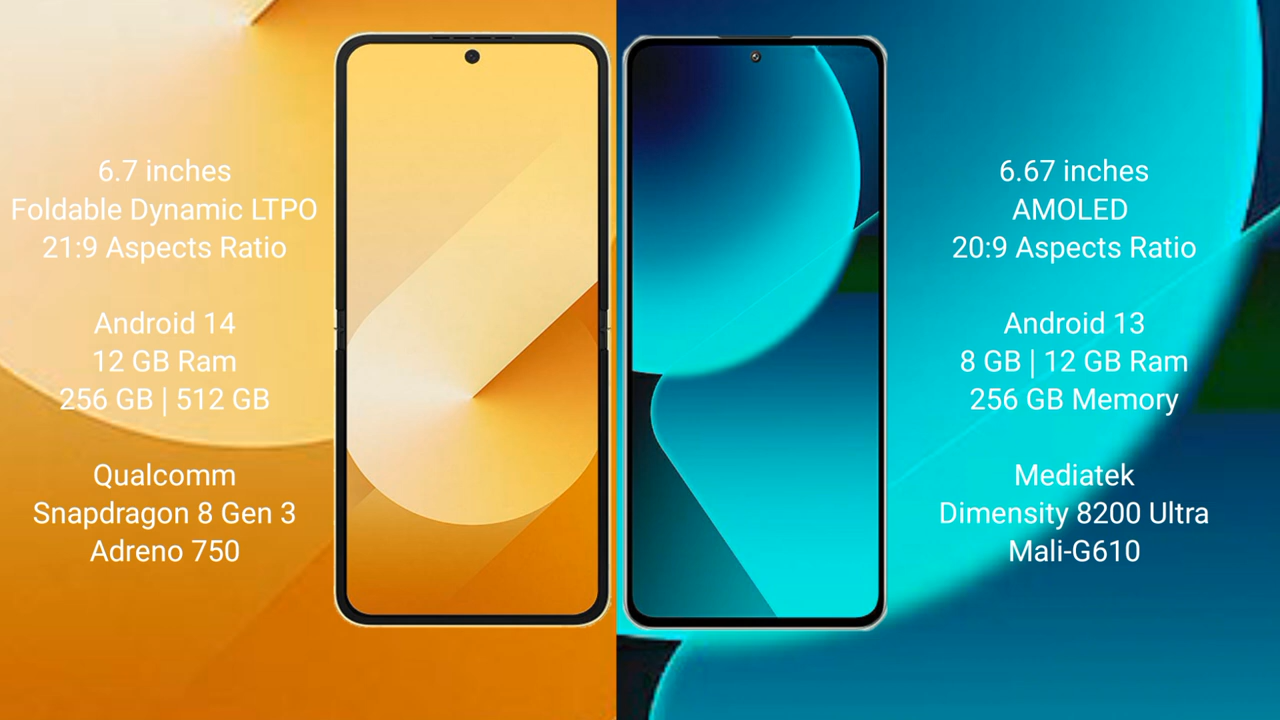 6.7 inches
Foldable Dynamic LTPO
21:9 Aspects Ratio
Android 14
12 GB Ram
256 GB | 512 GB
Qualcomm
Snapdragon 8 Gen 3
Adreno 750
6.67 inches
AMOLED
20:9 Aspects Ratio
Android 13
8 GB | 12 GB Ram
256 GB Memory
Mediatek
Dimensity 8200 Ultra
Mali-G610